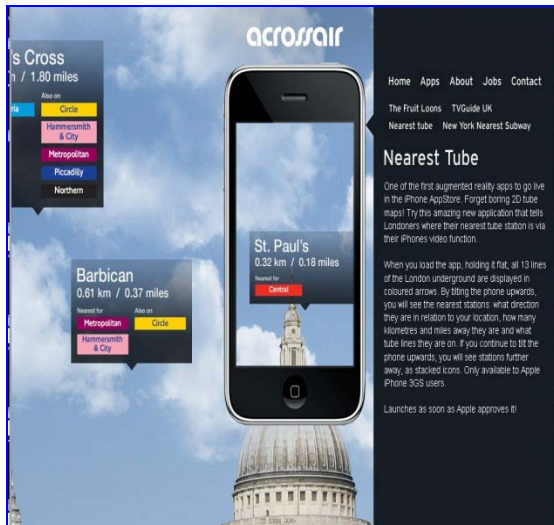 acrossair
s Cross
/ 1.80 miles
Also on
Circle
Hammersmith
& City
Metropolitan
Piccadilly
Northern
Barbican
0.61 km / 0.37 miles
Nearest for
Also on
Metropolitan
Circle
Hammersmith
& City
St. Paul's
0.32 km / 0.18 miles
Nearest for
Central
Home Apps About Jobs Contact
The Fruit Loons TVGuide UK
Nearest tube New York Nearest Subway
Nearest Tube
One of the first augmented reality apps to go live
in the iPhone AppStore. Forget boring 2D tube
maps! Try this amazing new application that tells
Londoners where their nearest tube station is via
their iPhones video function.
When you load the app, holding it flat, all 13 lines
of the London underground are displayed in
coloured arrows. By tilting the phone upwards,
you will see the nearest stations: what direction
they are in relation to your location, how many
kilometres and miles away they are and what
tube lines they are on. If you continue to tilt the
phone upwards, you will see stations further
away, as stacked icons. Only available to Apple
iPhone 3GS users.
Launches as soon as Apple approves it!